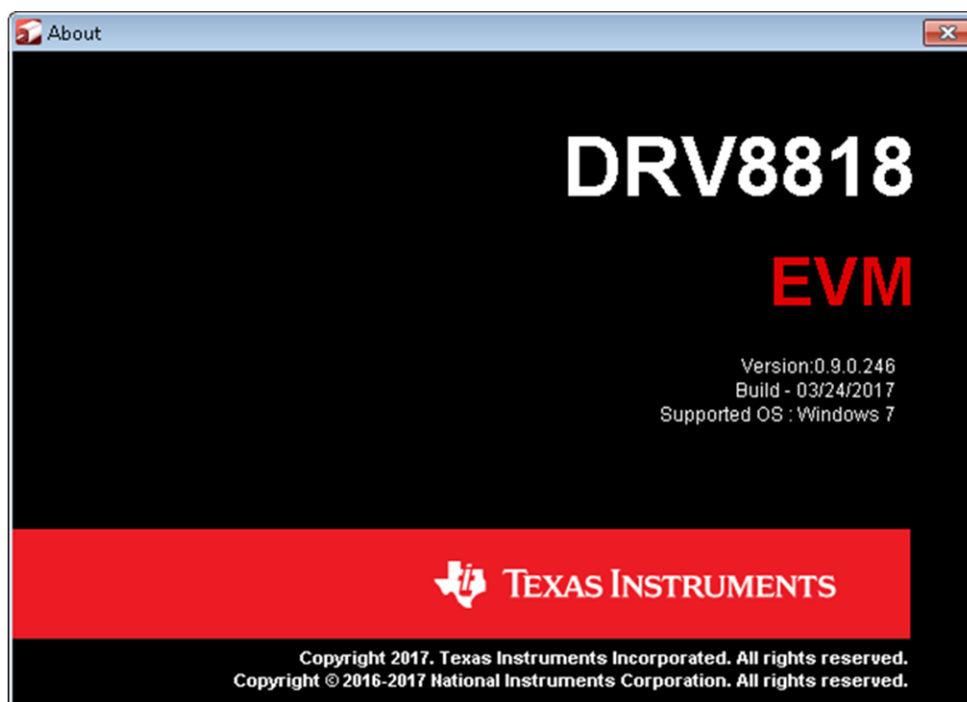 About
DRV8818
EVM
Version:0.9.0.246
Build - 03/24/2017
Supported OS : Windows 7
TEXAS INSTRUMENTS
Copyright 2017. Texas Instruments Incorporated. All rights reserved.
Copyright © 2016-2017 National Instruments Corporation. All rights reserved.